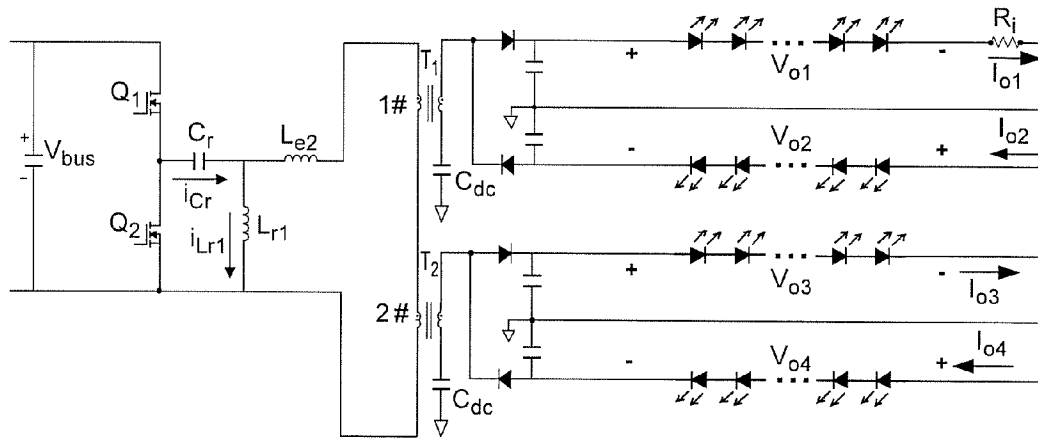 Q1
Q2
+
Vbus
-
Cr
iCr
iLr1
Lr1
Le2
T1
1#
Cdc
+
Vo1
-
Ri
Io1
-
Vo2
+
Io2
T2
2#
Cdc
+
Vo3
-
Io3
-
Vo4
+
Io4